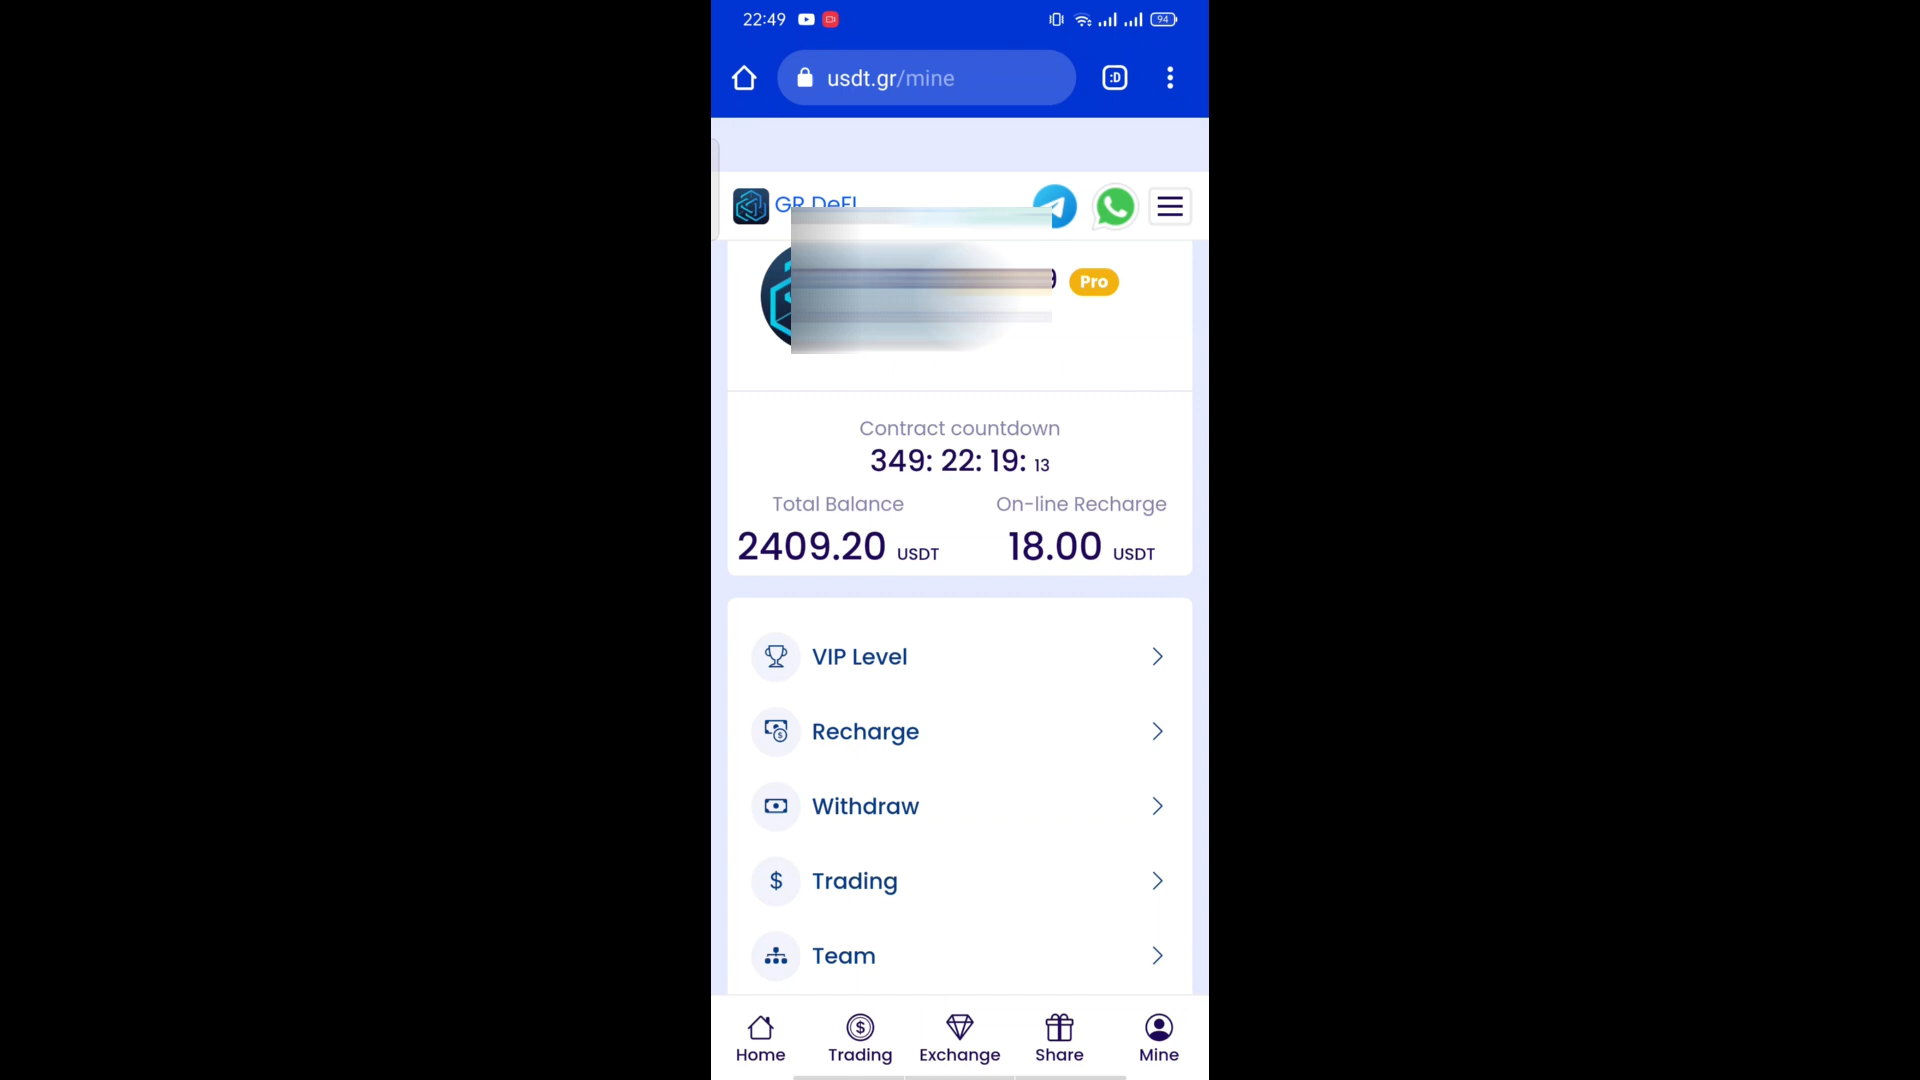 22:49
94
usdt.gr/mine
:D
GR DeFI
Pro
Contract countdown
349: 22: 19: 13
Total Balance
On-line Recharge
2409.20 USDT
18.00 USDT
VIP Level
Recharge
Withdraw
$ Trading
Team
Home
Trading
Exchange
Share
Mine